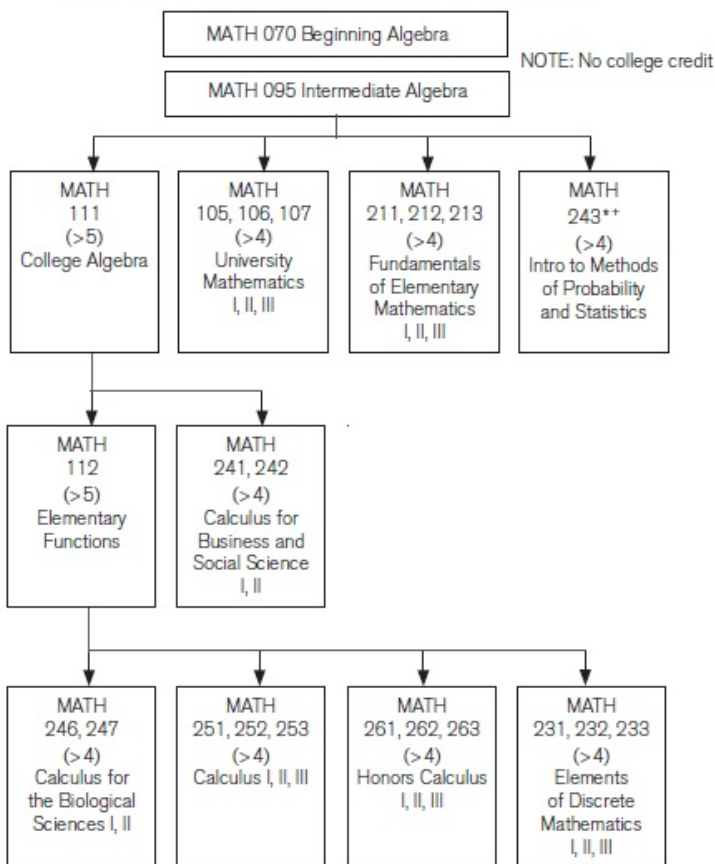 MATH 070 Beginning Algebra
NOTE: No college credit
MATH 095 Intermediate Algebra
MATH
111
(>5)
College Algebra
MATH
105, 106, 107
(>4)
University
Mathematics
I, II, III
MATH
211, 212, 213
(>4)
Fundamentals
of Elementary
Mathematics
I, II, III
MATH
243*+
(>4)
Intro to Methods
of Probability
and Statistics
MATH
112
(>5)
Elementary
Functions
MATH
241, 242
(>4)
Calculus for
Business and
Social Science
I, II
MATH
246, 247
(>4)
Calculus for
the Biological
Sciences I, II
MATH
251, 252, 253
(>4)
Calculus I, II, III
MATH
261, 262, 263
(>4)
Honors Calculus
I, II, III
MATH
231, 232, 233
(>4)
Elements
of Discrete
Mathematics
I, II, III